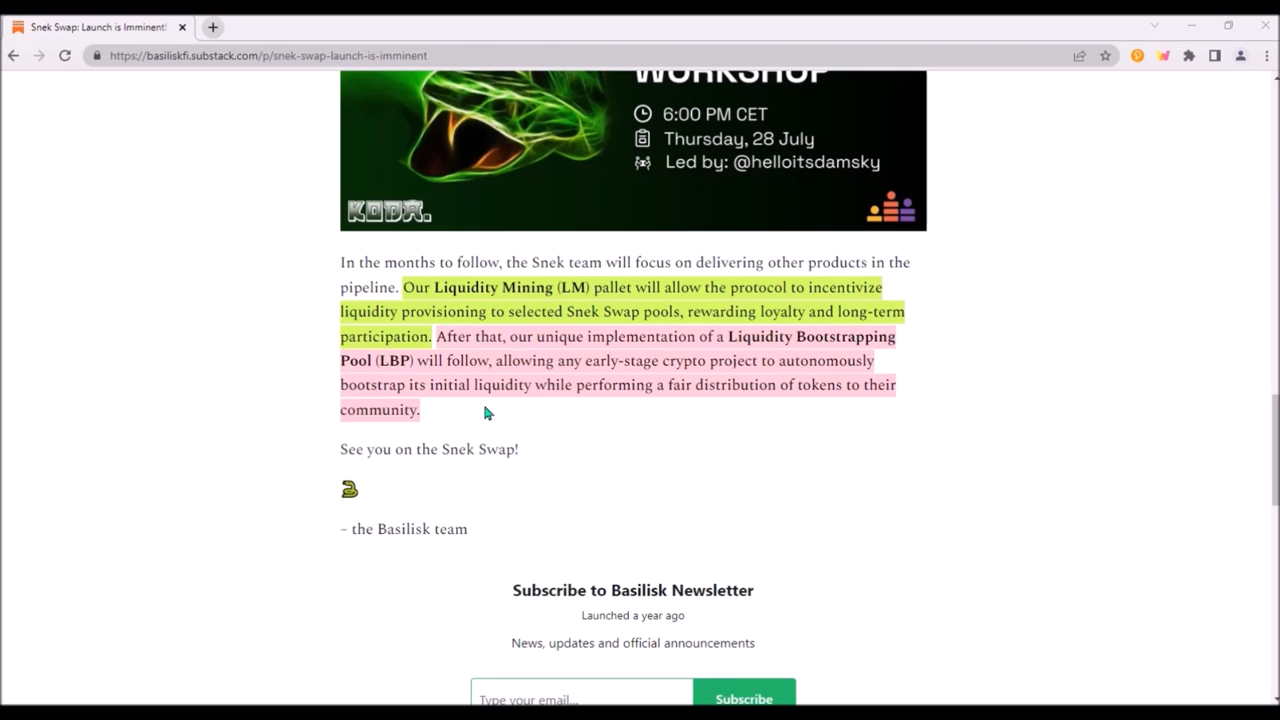 Snek Swap: Launch is Imminent!
https://basiliskfi.substack.com/p/snek-swap-launch-is-imminent
WORKSHOP
6:00 PM CET
Thursday, 28 July
Led by: @helloitsdamsky
KODA.
In the months to follow, the Snek team will focus on delivering other products in the
pipeline. Our Liquidity Mining (LM) pallet will allow the protocol to incentivize
liquidity provisioning to selected Snek Swap pools, rewarding loyalty and long-term
participation. After that, our unique implementation of a Liquidity Bootstrapping
Pool (LBP) will follow, allowing any early-stage crypto project to autonomously
bootstrap its initial liquidity while performing a fair distribution of tokens to their
community.
See you on the Snek Swap!
– the Basilisk team
Subscribe to Basilisk Newsletter
Launched a year ago
News, updates and official announcements
Type your email...
Subscribe